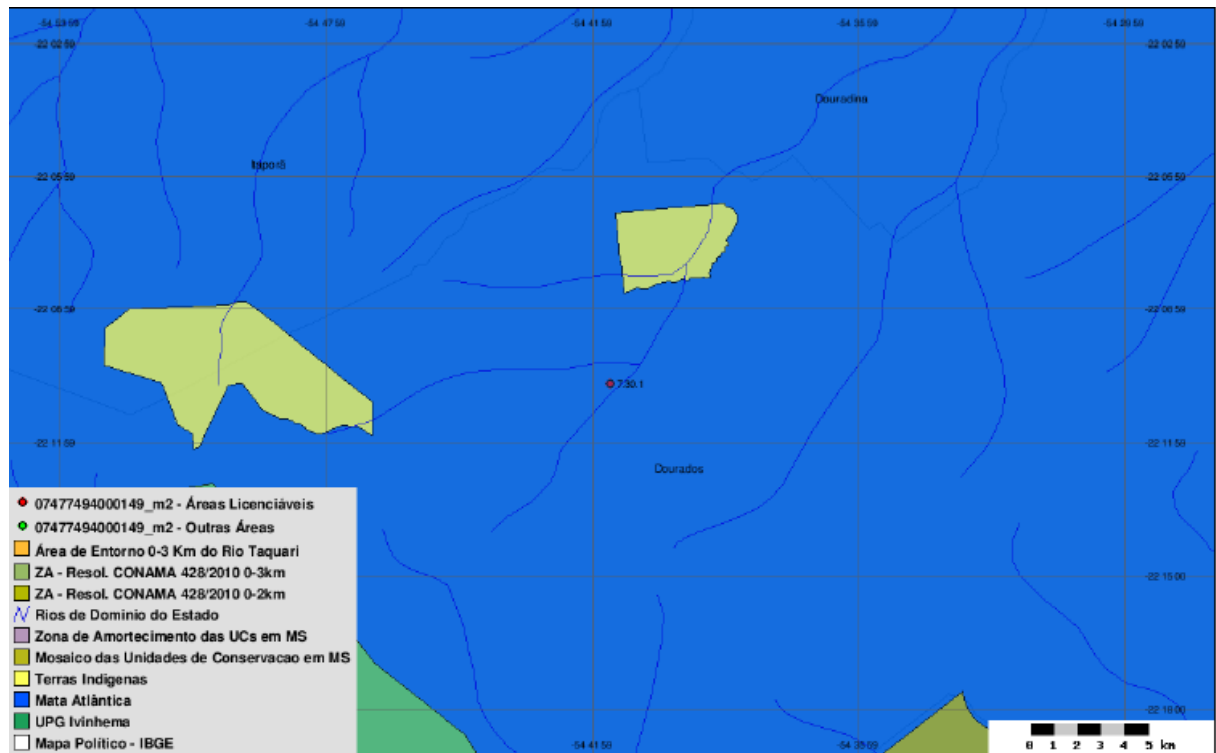 -54 47 59
-54 41 59
-54 35 59
-22 02 59
-22 02 59
Douradina
Itaporã
-22 05 59
-22 05 59
-22 08 59
730.1
-22 11 59
-22 11 59
Dourados
07477494000149_m2 - Áreas Licenciáveis
07477494000149_m2 - Outras Áreas
Área de Entorno 0-3 Km do Rio Taquari
ZA - Resol. CONAMA 428/2010 0-3km
-22 15 00
ZA - Resol. CONAMA 428/2010 0-2km
Rios de Dominio do Estado
Zona de Amortecimento das UCs em MS
Mosaico das Unidades de Conservacao em MS
Terras Indigenas
Mata Atlântica
-22 18 00
UPG Ivinhema
Mapa Político - IBGE
-54 41 59
-54 35 59
0 1 2 3 4 5 km